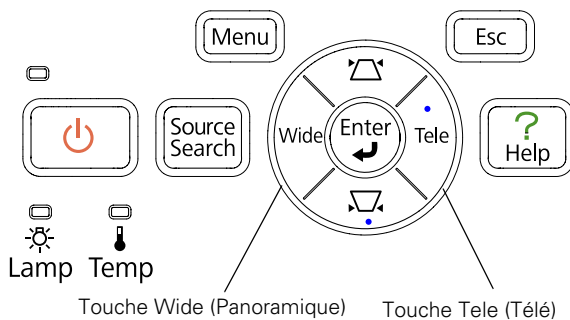 Menu
Esc
Source
Search
Wide
Enter
Tele
?
Help
Lamp
Temp
Touche Wide (Panoramique)
Touche Tele (Télé)